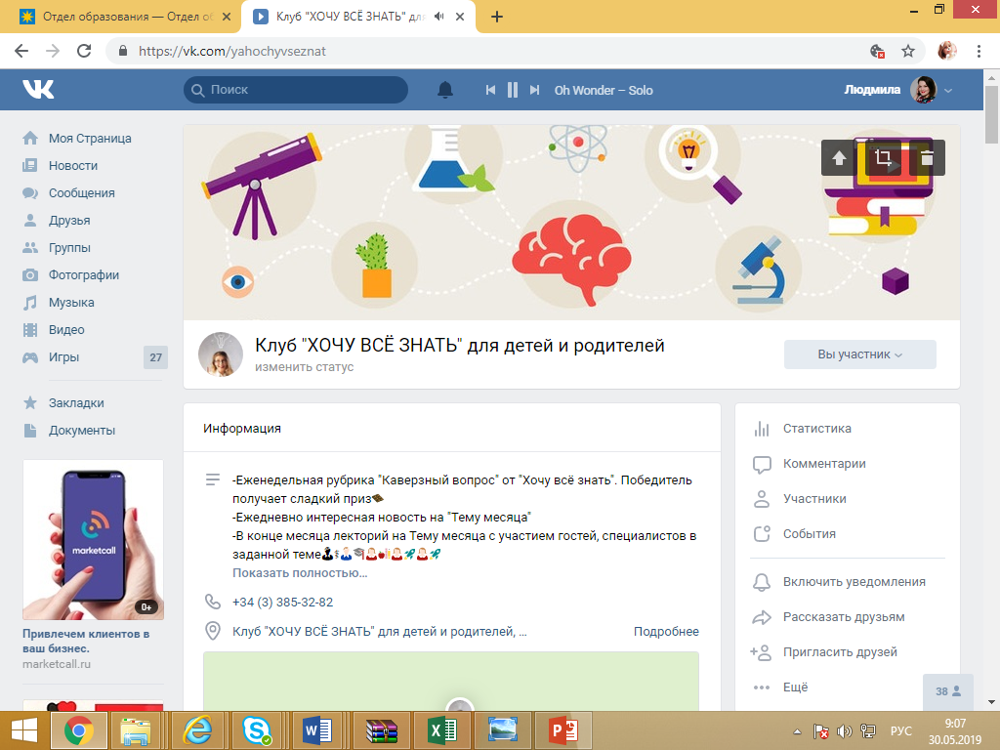 Отдел образования — Отдел об
Клуб "ХОЧУ ВСЁ ЗНАТЬ" для
https://vk.com/yahochyvseznat
Поиск
Oh Wonder – Solo
Людмила
Моя Страница
Новости
Сообщения
Друзья
Группы
Фотографии
Музыка
Видео
Игры
27
Закладки
Документы
marketcall
0+
Привлечем клиентов в
ваш бизнес.
marketcall.ru
Клуб "ХОЧУ ВСЁ ЗНАТЬ" для детей и родителей
изменить статус
Вы участник
Информация
-Еженедельная рубрика "Каверзный вопрос" от "Хочу всё знать". Победитель
получает сладкий приз
-Ежедневно интересная новость на "Тему месяца"
-В конце месяца лекторий на Тему месяца с участием гостей, специалистов в
заданной теме
Показать полностью…
+34 (3) 385-32-82
Клуб "ХОЧУ ВСЁ ЗНАТЬ" для детей и родителей, ...
Подробнее
Статистика
Комментарии
Участники
События
Включить уведомления
Рассказать друзьям
Пригласить друзей
Ещё
38
РУС
9:07
30.05.2019